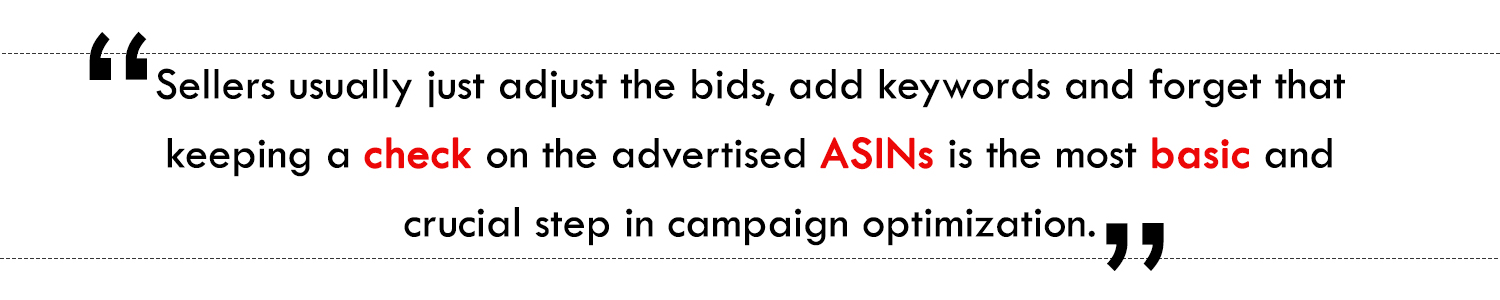 “Sellers usually just adjust the bids, add keywords and forget that
keeping a check on the advertised ASINs is the most basic and
crucial step in campaign optimization.”